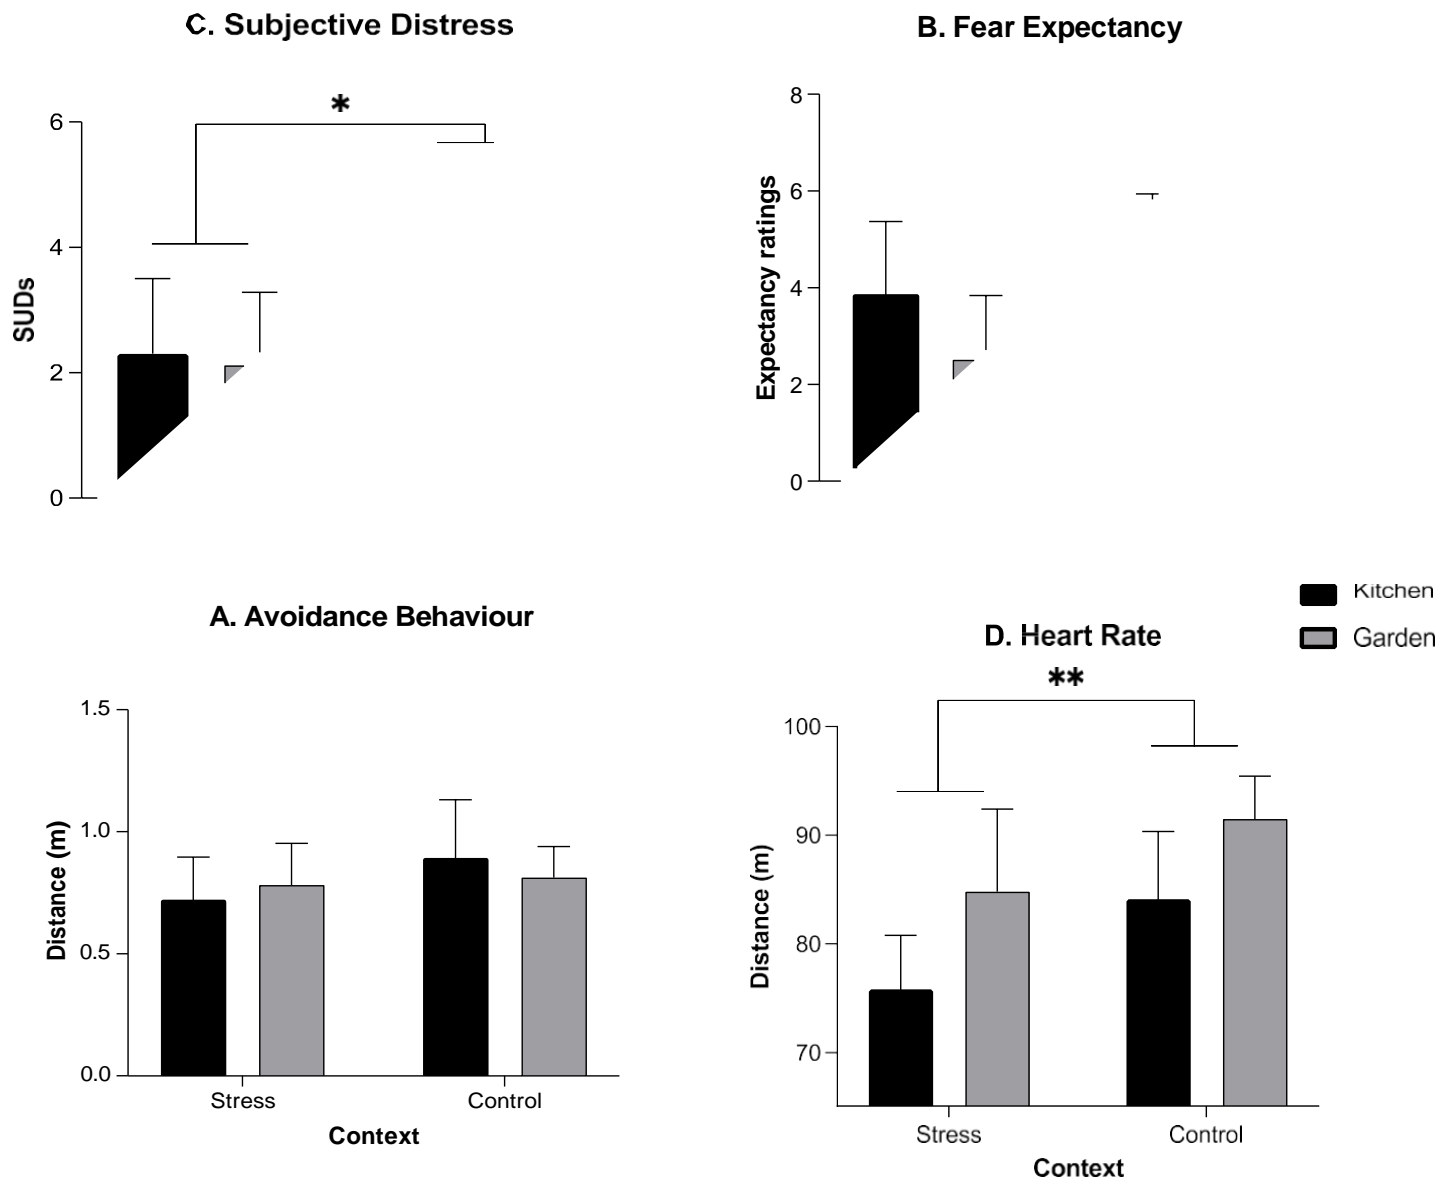 C. Subjective Distress
*
6
4
2
0
SUDs
B. Fear Expectancy
8
6
4
2
0
Expectancy ratings
A. Avoidance Behaviour
1.5
1.0
0.5
0.0
Distance (m)
Stress
Control
Context
Kitchen
Garden
D. Heart Rate
**
100
90
80
70
Distance (m)
Stress
Control
Context